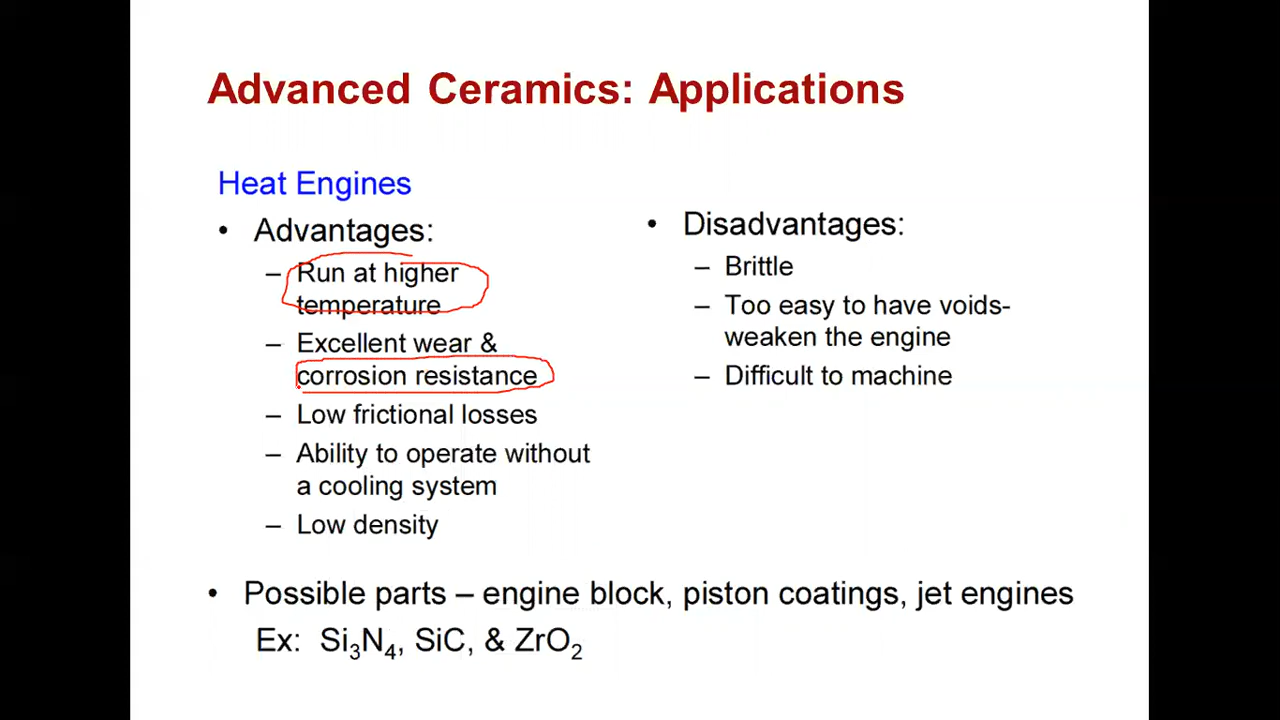 Advanced Ceramics: Applications
Heat Engines
• Advantages:
– Run at higher
temperature
– Excellent wear &
corrosion resistance
– Low frictional losses
– Ability to operate without
a cooling system
– Low density
• Disadvantages:
– Brittle
– Too easy to have voids-
weaken the engine
– Difficult to machine
• Possible parts – engine block, piston coatings, jet engines
Ex: Si₃N₄, SiC, & ZrO₂